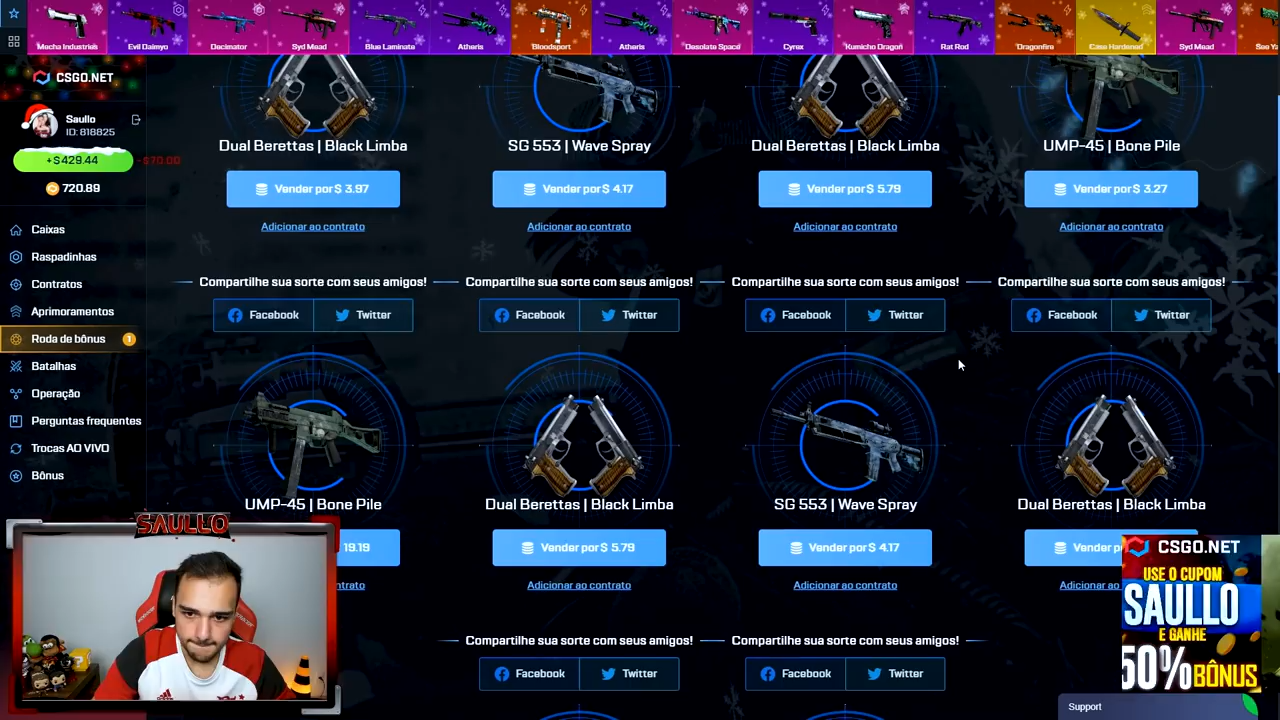 Mecha Industries
Evil Daimyo
Decimator
Syd Mead
Blue Laminate
Atheris
Bloodsport
Atheris
Desolate Space
Cyrex
Kumicho Dragon
Rat Rod
Dragonfire
Case Hardened
Syd Mead
CSGO.NET
Saullo
ID: 818825
+$429.44
-$70.00
720.89
Caixas
Raspadinhas
Contratos
Aprimoramentos
Roda de bônus
1
Batalhas
Operação
Perguntas frequentes
Trocas AO VIVO
Bônus
Dual Berettas | Black Limba
SG 553 | Wave Spray
Dual Berettas | Black Limba
UMP-45 | Bone Pile
Vender por $ 3.97
Vender por $ 4.17
Vender por $ 5.79
Vender por $ 3.27
Adicionar ao contrato
Adicionar ao contrato
Adicionar ao contrato
Adicionar ao contrato
Compartilhe sua sorte com seus amigos!
Compartilhe sua sorte com seus amigos!
Compartilhe sua sorte com seus amigos!
Compartilhe sua sorte com seus amigos!
Facebook
Twitter
Facebook
Twitter
Facebook
Twitter
Facebook
Twitter
UMP-45 | Bone Pile
Dual Berettas | Black Limba
SG 553 | Wave Spray
Dual Berettas | Black Limba
19.19
Vender por $ 5.79
Vender por $ 4.17
Adicionar ao contrato
Adicionar ao contrato
Compartilhe sua sorte com seus amigos!
Compartilhe sua sorte com seus amigos!
Facebook
Twitter
Facebook
Twitter
SAULLO
CSGO.NET
USE O CUPOM
SAULLO
E GANHE
50% BÔNUS
Support